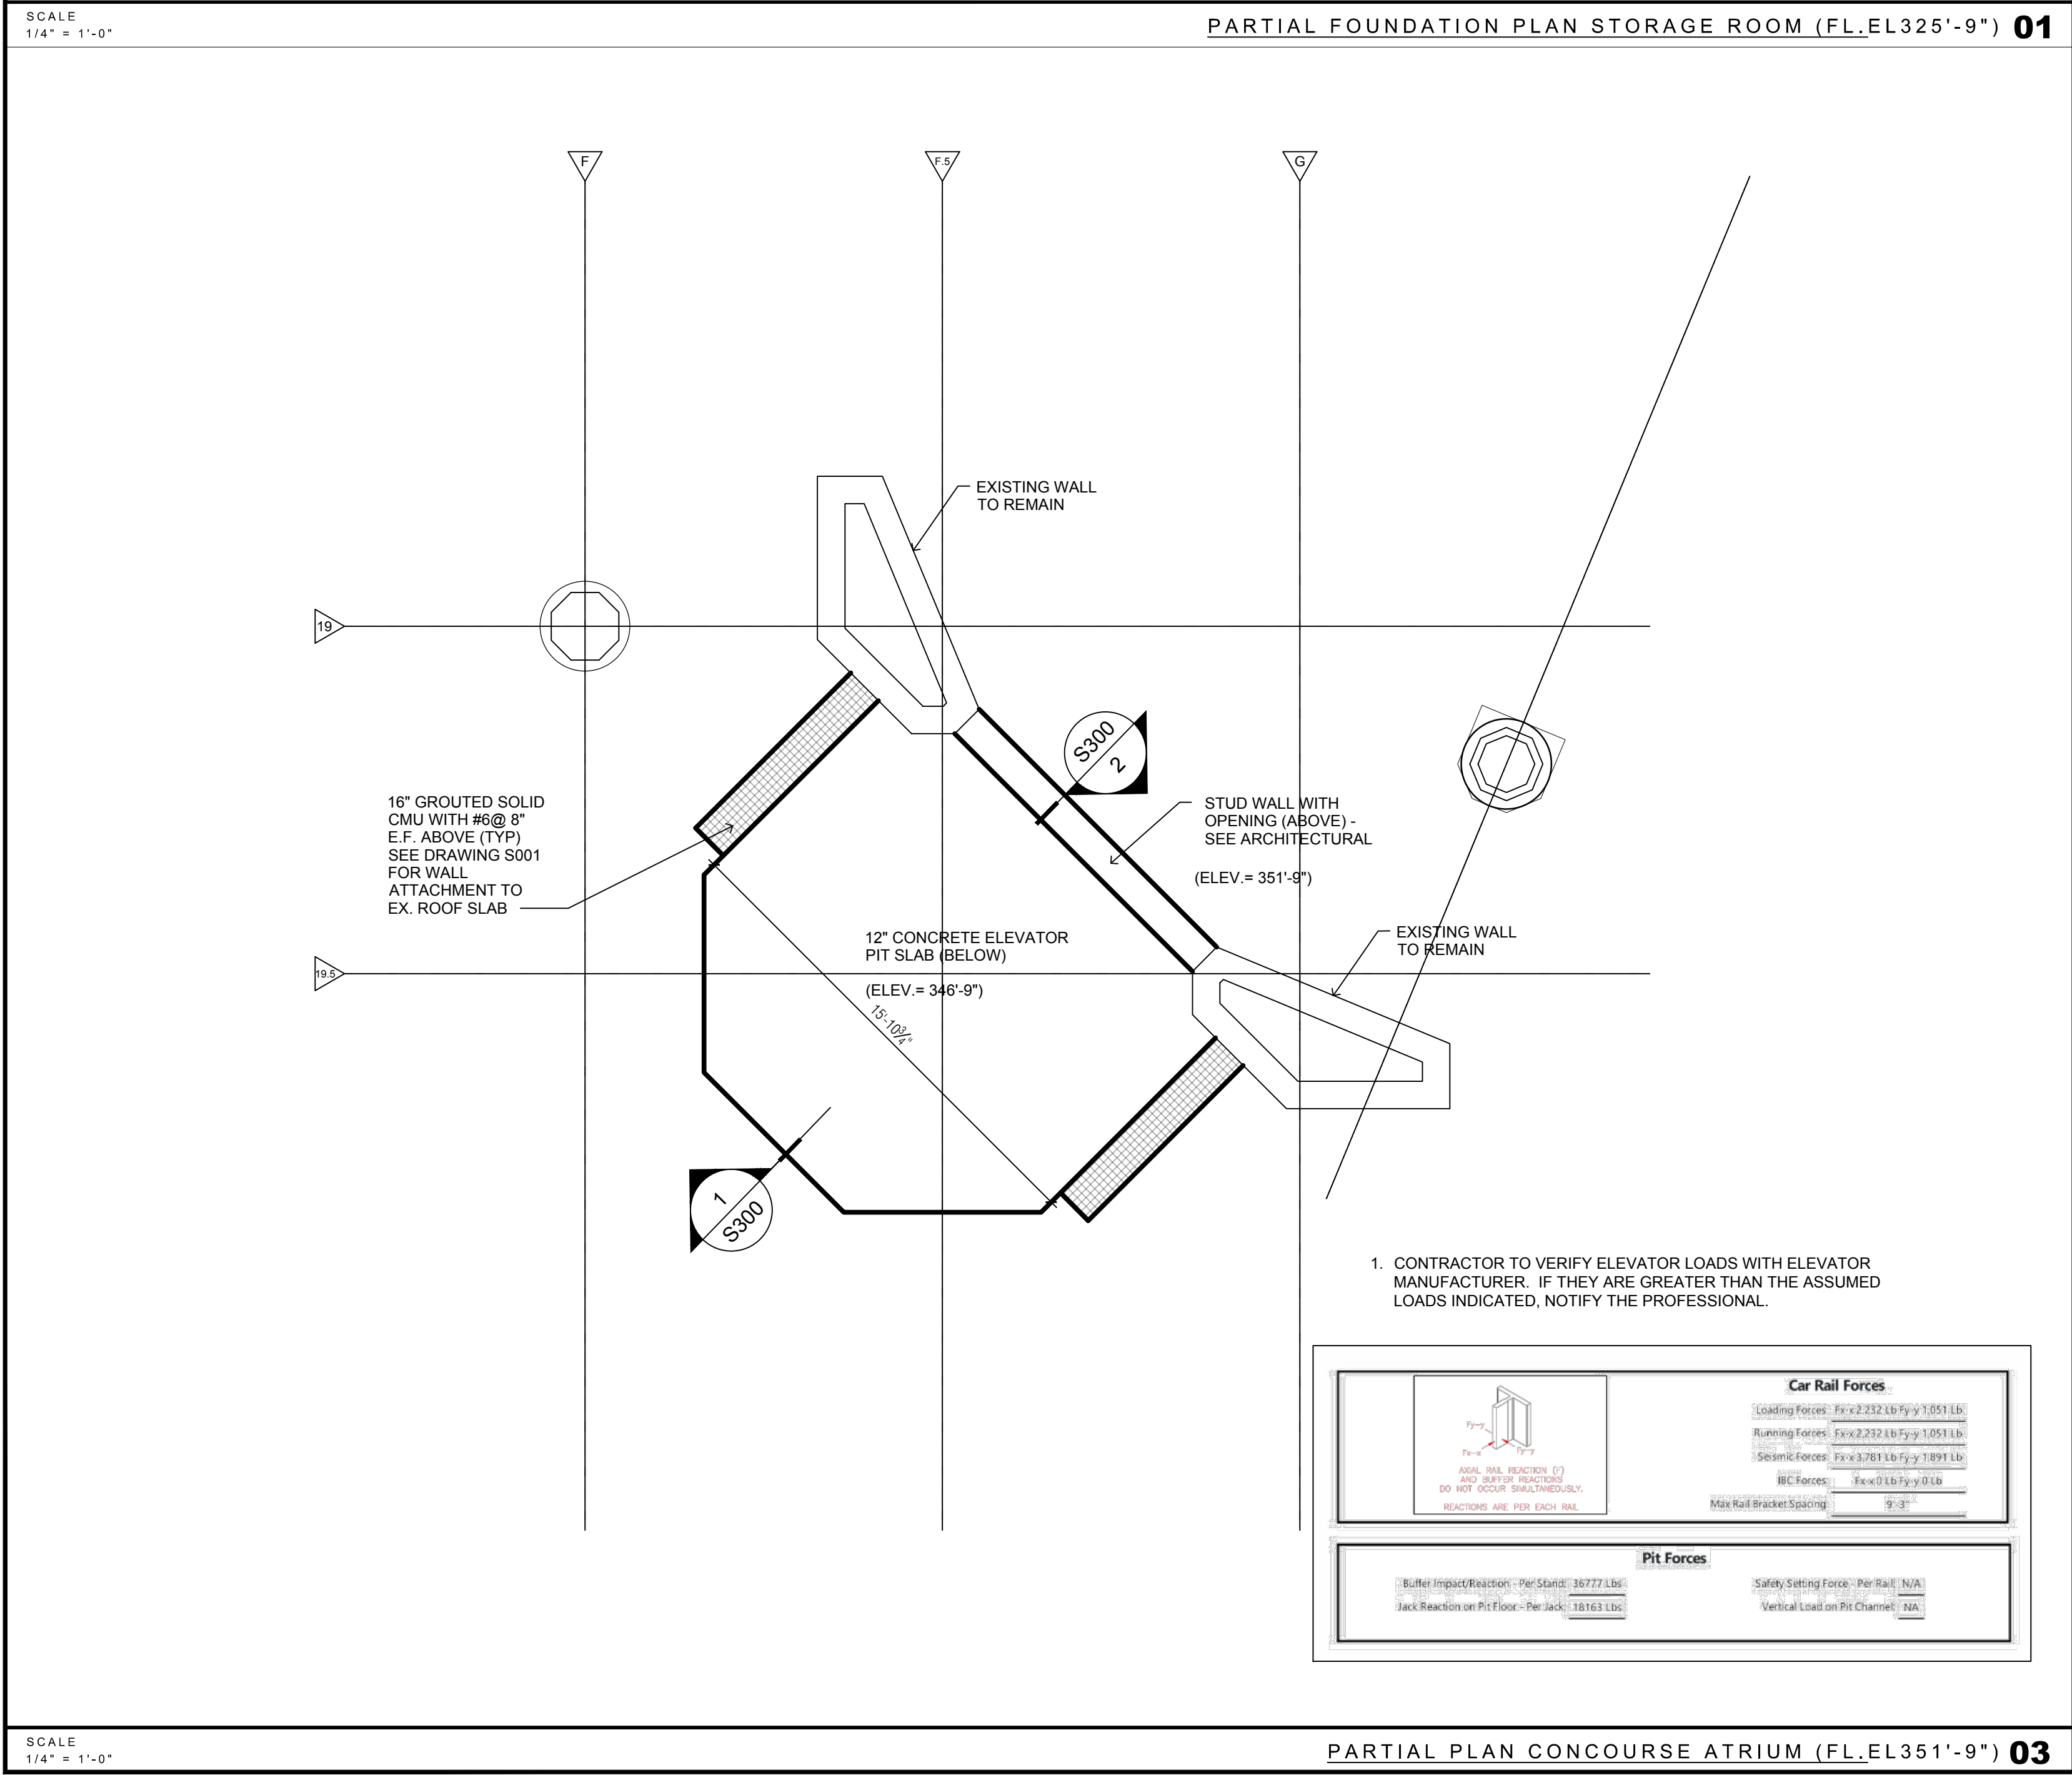 SCALE
1/4" = 1'-0"
PARTIAL FOUNDATION PLAN STORAGE ROOM (FL.EL325'-9") 01
F
F.5
G
EXISTING WALL
TO REMAIN
19
S300
2
16" GROUTED SOLID
CMU WITH #6@ 8"
E.F. ABOVE (TYP)
SEE DRAWING S001
FOR WALL
ATTACHMENT TO
EX. ROOF SLAB
STUD WALL WITH
OPENING (ABOVE) -
SEE ARCHITECTURAL
(ELEV.= 351'-9")
12" CONCRETE ELEVATOR
PIT SLAB (BELOW)
(ELEV.= 346'-9")
EXISTING WALL
TO REMAIN
19.5
15'-10¾"
1
S300
1. CONTRACTOR TO VERIFY ELEVATOR LOADS WITH ELEVATOR
MANUFACTURER. IF THEY ARE GREATER THAN THE ASSUMED
LOADS INDICATED, NOTIFY THE PROFESSIONAL.
Fy-y
Fx-x
Fy-y
AXIAL RAIL REACTION (F)
AND BUFFER REACTIONS
DO NOT OCCUR SIMULTANEOUSLY.
REACTIONS ARE PER EACH RAIL
Car Rail Forces
Loading Forces: Fx-x 2,232 Lb Fy-y 1,051 Lb
Running Forces: Fx-x 2,232 Lb Fy-y 1,051 Lb
Seismic Forces: Fx-x 3,781 Lb Fy-y 1,891 Lb
IBC Forces: Fx-x 0 Lb Fy-y 0 Lb
Max Rail Bracket Spacing: 9'-3"
Pit Forces
Buffer Impact/Reaction - Per Stand: 36777 Lbs
Safety Setting Force - Per Rail: N/A
Jack Reaction on Pit Floor - Per Jack: 18163 Lbs
Vertical Load on Pit Channel: NA
SCALE
1/4" = 1'-0"
PARTIAL PLAN CONCOURSE ATRIUM (FL.EL351'-9") 03